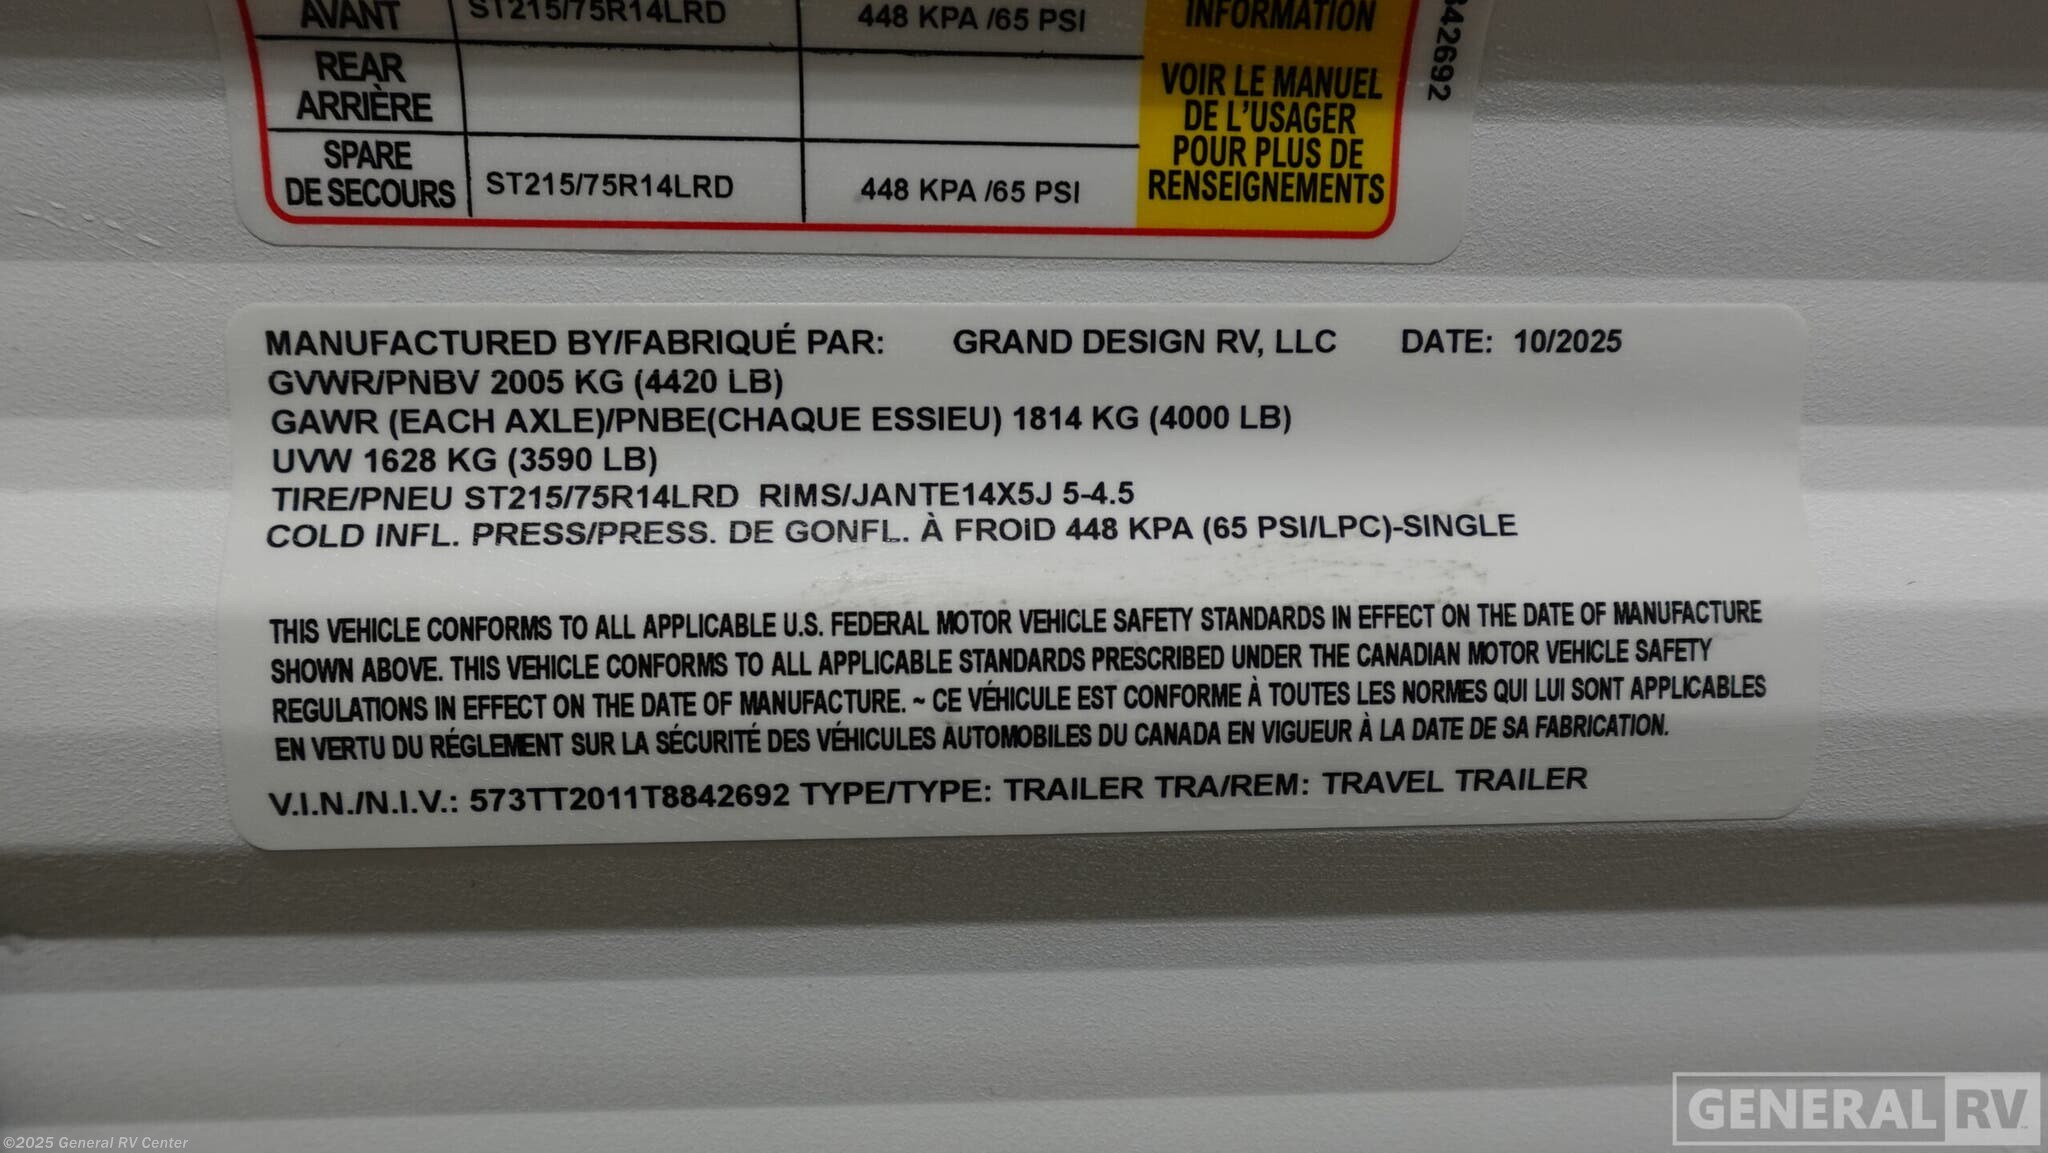 AVANT ST215/75R14LRD 448 KPA /65 PSI INFORMATION
REAR
ARRIÈRE
SPARE
DE SECOURS ST215/75R14LRD 448 KPA /65 PSI
VOIR LE MANUEL
DE L'USAGER
POUR PLUS DE
RENSEIGNEMENTS
842692
MANUFACTURED BY/FABRIQUÉ PAR: GRAND DESIGN RV, LLC DATE: 10/2025
GVWR/PNBV 2005 KG (4420 LB)
GAWR (EACH AXLE)/PNBE(CHAQUE ESSIEU) 1814 KG (4000 LB)
UVW 1628 KG (3590 LB)
TIRE/PNEU ST215/75R14LRD RIMS/JANTE14X5J 5-4.5
COLD INFL. PRESS/PRESS. DE GONFL. À FROID 448 KPA (65 PSI/LPC)-SINGLE
THIS VEHICLE CONFORMS TO ALL APPLICABLE U.S. FEDERAL MOTOR VEHICLE SAFETY STANDARDS IN EFFECT ON THE DATE OF MANUFACTURE
SHOWN ABOVE. THIS VEHICLE CONFORMS TO ALL APPLICABLE STANDARDS PRESCRIBED UNDER THE CANADIAN MOTOR VEHICLE SAFETY
REGULATIONS IN EFFECT ON THE DATE OF MANUFACTURE. ~ CE VÉHICULE EST CONFORME À TOUTES LES NORMES QUI LUI SONT APPLICABLES
EN VERTU DU RÉGLEMENT SUR LA SÉCURITÉ DES VÉHICULES AUTOMOBILES DU CANADA EN VIGUEUR À LA DATE DE SA FABRICATION.
V.I.N./N.I.V.: 573TT2011T8842692 TYPE/TYPE: TRAILER TRA/REM: TRAVEL TRAILER
GENERAL RV
©2025 General RV Center